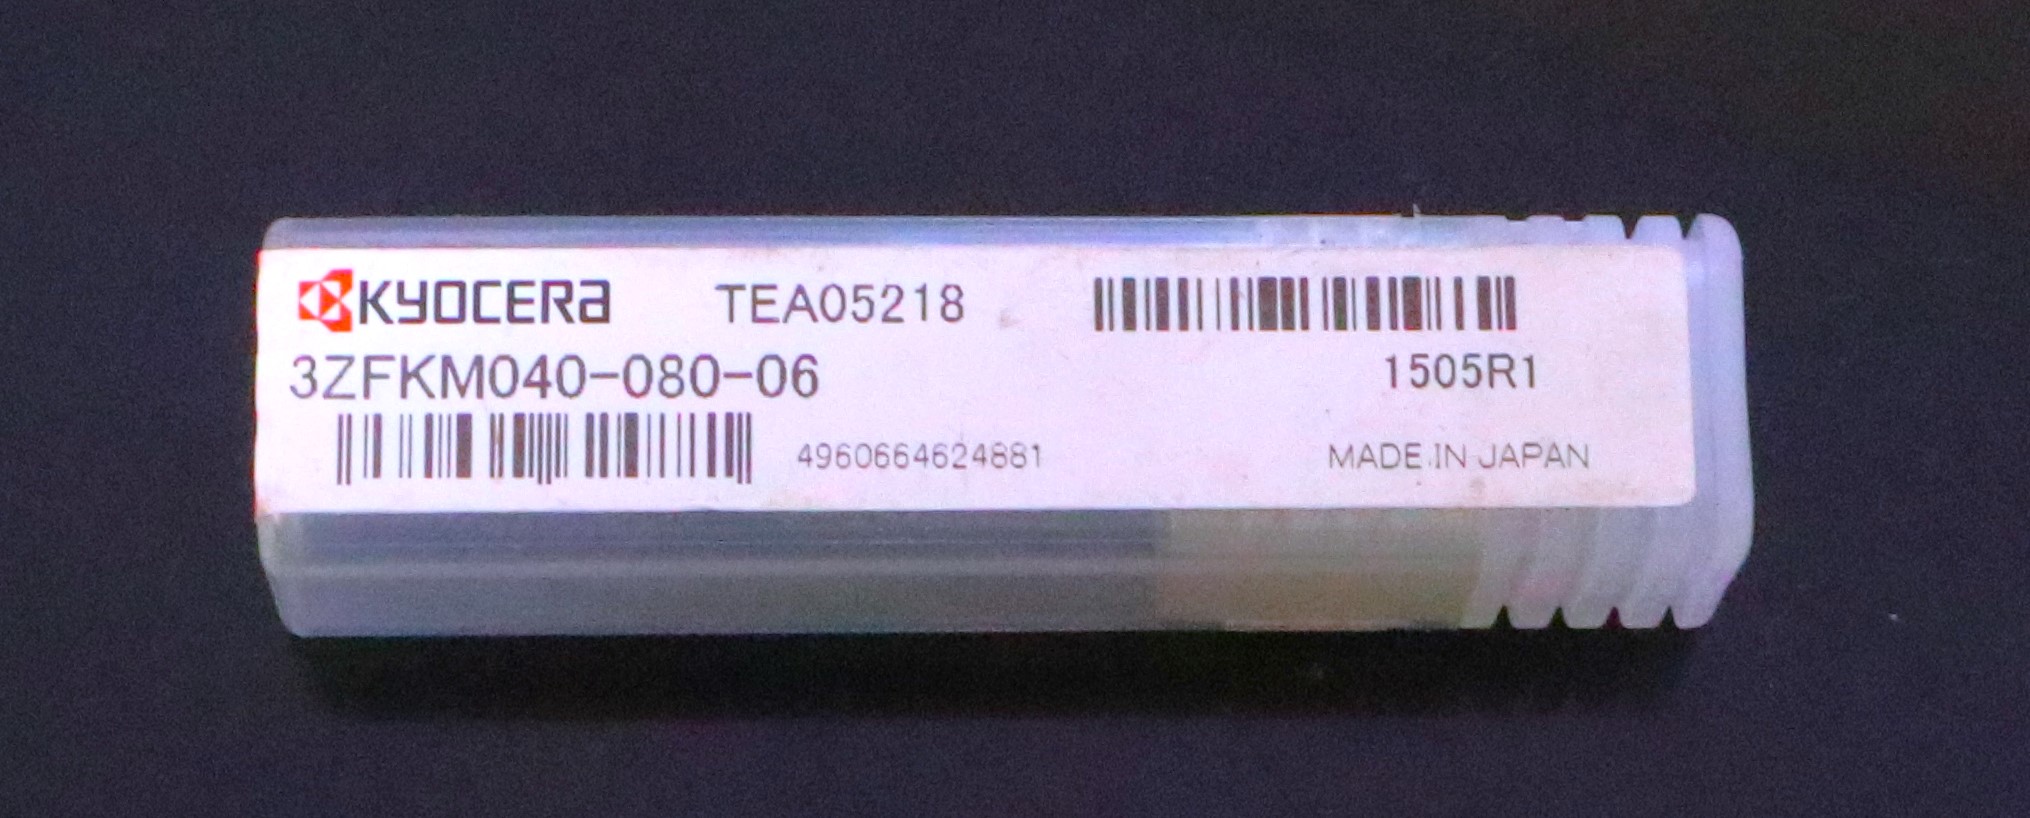 KYOCERA TEA05218
3ZFKM040-080-06 1505R1
4960664624881 MADE IN JAPAN